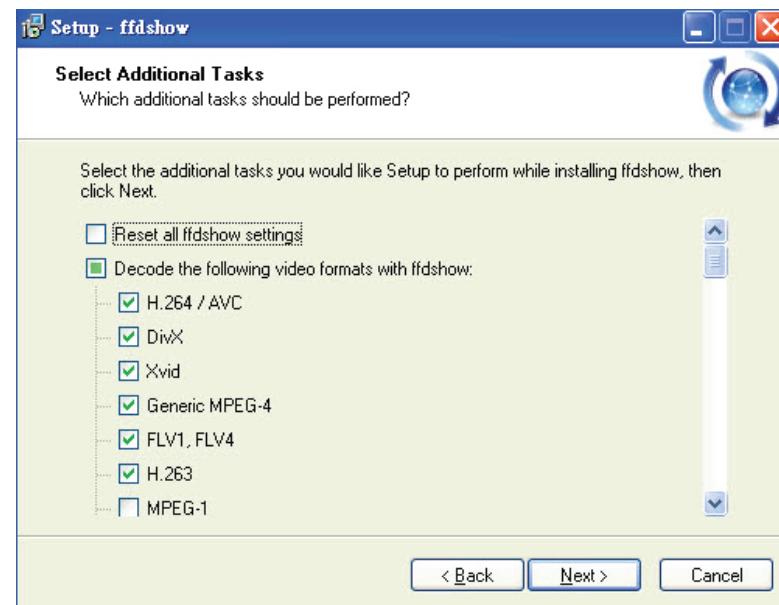 Setup - ffdshow
Select Additional Tasks
Which additional tasks should be performed?
Select the additional tasks you would like Setup to perform while installing ffdshow, then
click Next.
Reset all ffdshow settings
Decode the following video formats with ffdshow:
H.264 / AVC
DivX
Xvid
Generic MPEG-4
FLV1, FLV4
H.263
MPEG-1
< Back Next > Cancel